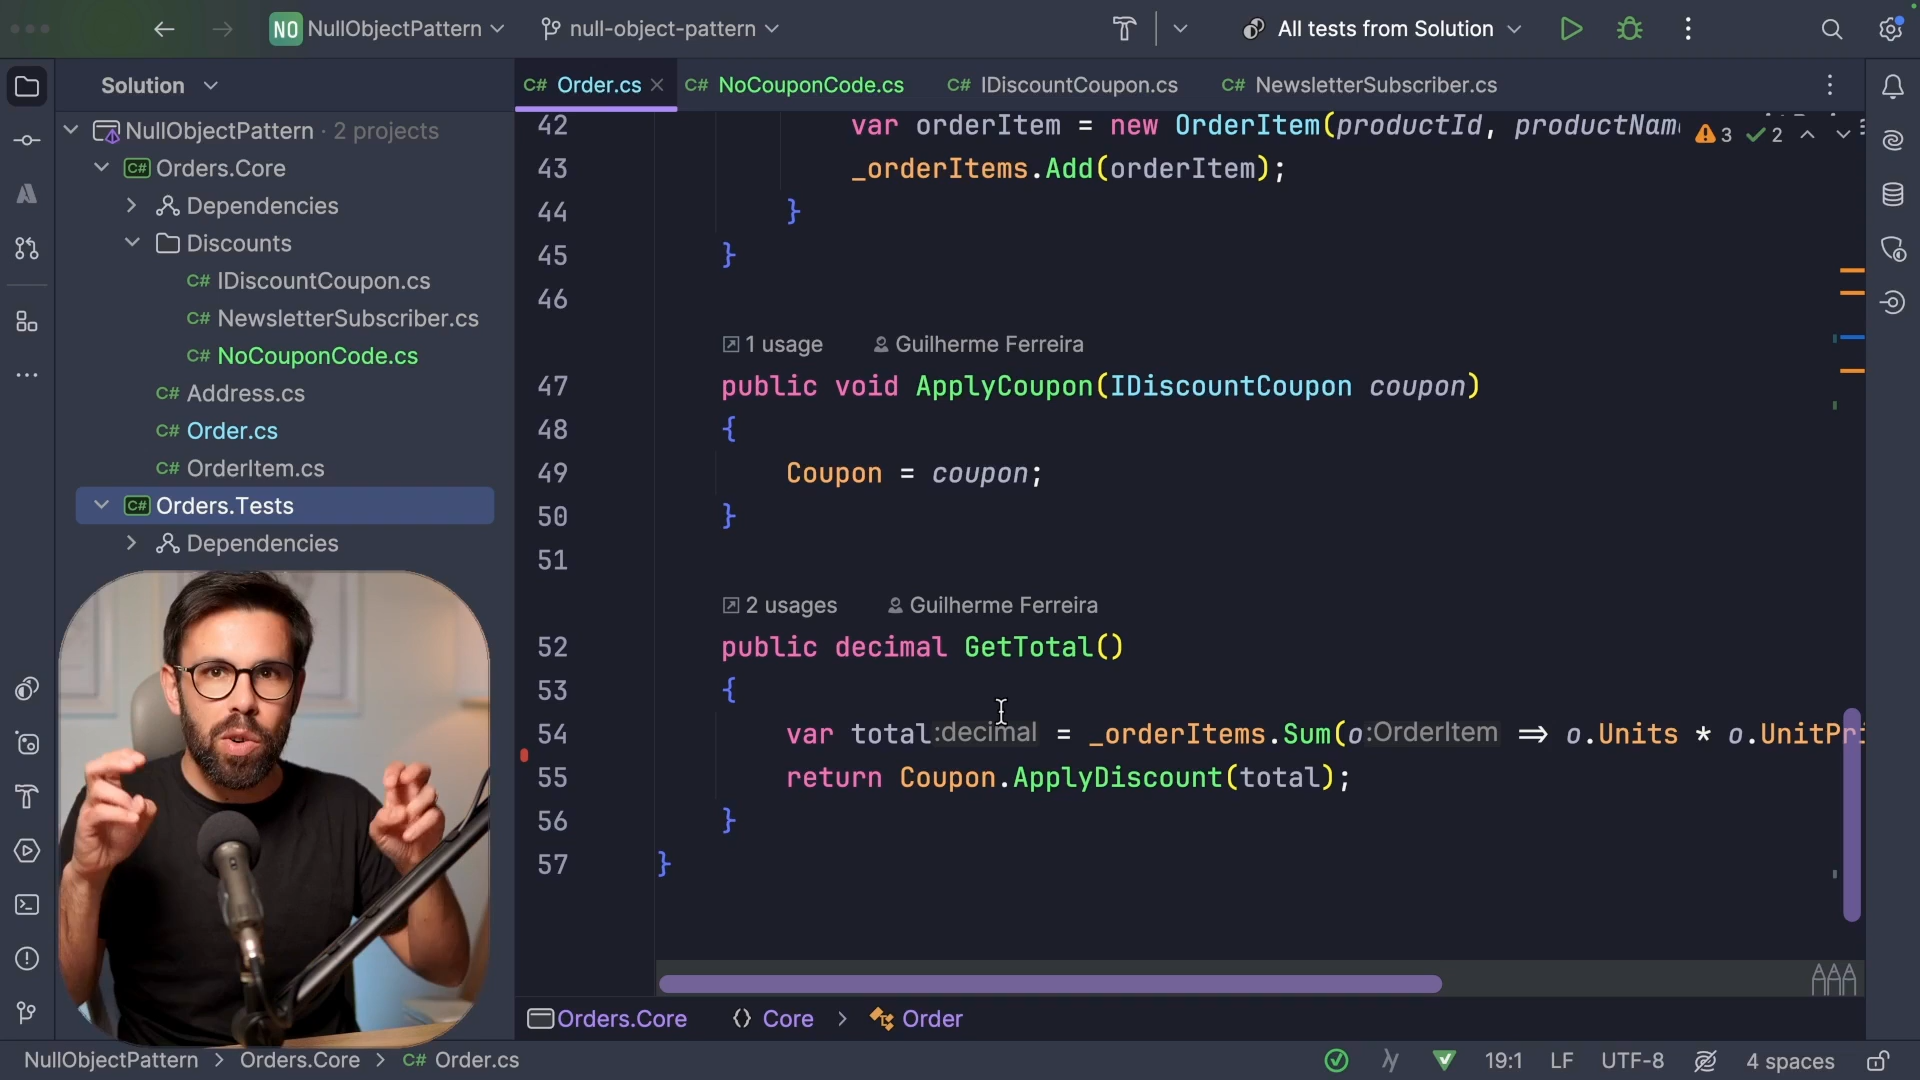 NO NullObjectPattern
null-object-pattern
All tests from Solution
Solution
C# Order.cs
C# NoCouponCode.cs
C# IDiscountCoupon.cs
C# NewsletterSubscriber.cs
NullObjectPattern · 2 projects
C# Orders.Core
Dependencies
Discounts
C# IDiscountCoupon.cs
C# NewsletterSubscriber.cs
C# NoCouponCode.cs
C# Address.cs
C# Order.cs
C# OrderItem.cs
C# Orders.Tests
Dependencies
3 2
42 var orderItem = new OrderItem(productId, productNam
43 _orderItems.Add(orderItem);
44 }
45 }
46
1 usage Guilherme Ferreira
47 public void ApplyCoupon(IDiscountCoupon coupon)
48 {
49 Coupon = coupon;
50 }
51
2 usages Guilherme Ferreira
52 public decimal GetTotal()
53 {
54 var total:decimal = _orderItems.Sum(o:OrderItem => o.Units * o.UnitPri
55 return Coupon.ApplyDiscount(total);
56 }
57 }
Orders.Core Core > Order
NullObjectPattern > Orders.Core > C# Order.cs
19:1 LF UTF-8 4 spaces